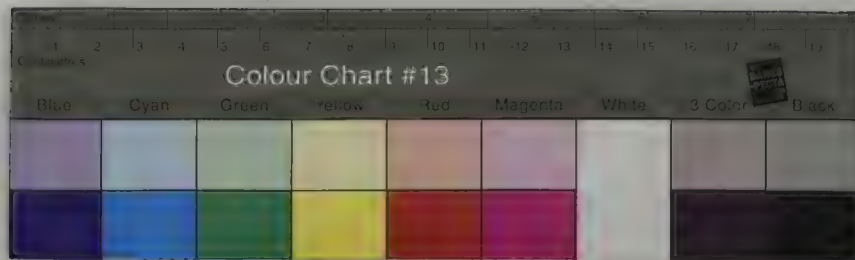 1 2 3 4 5 6 7 8 9 10 11 12 13 14 15 16 17 18 19
Centimetres
Colour Chart #13
Blue Cyan Green Yellow Red Magenta White 3 Color Black